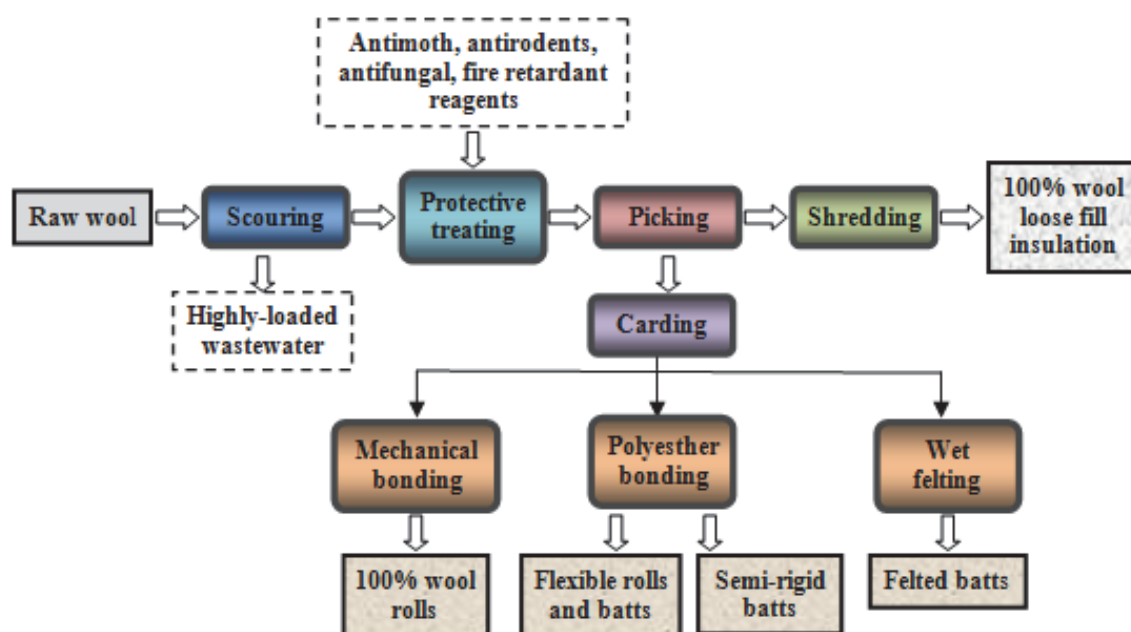 Antimoth, antirodents,
antifungal, fire retardant
reagents
Raw wool
Scouring
Protective
treating
Picking
Shredding
100% wool
loose fill
insulation
Highly-loaded
wastewater
Carding
Mechanical
bonding
Polyesther
bonding
Wet
felting
100% wool
rolls
Flexible rolls
and batts
Semi-rigid
batts
Felted batts